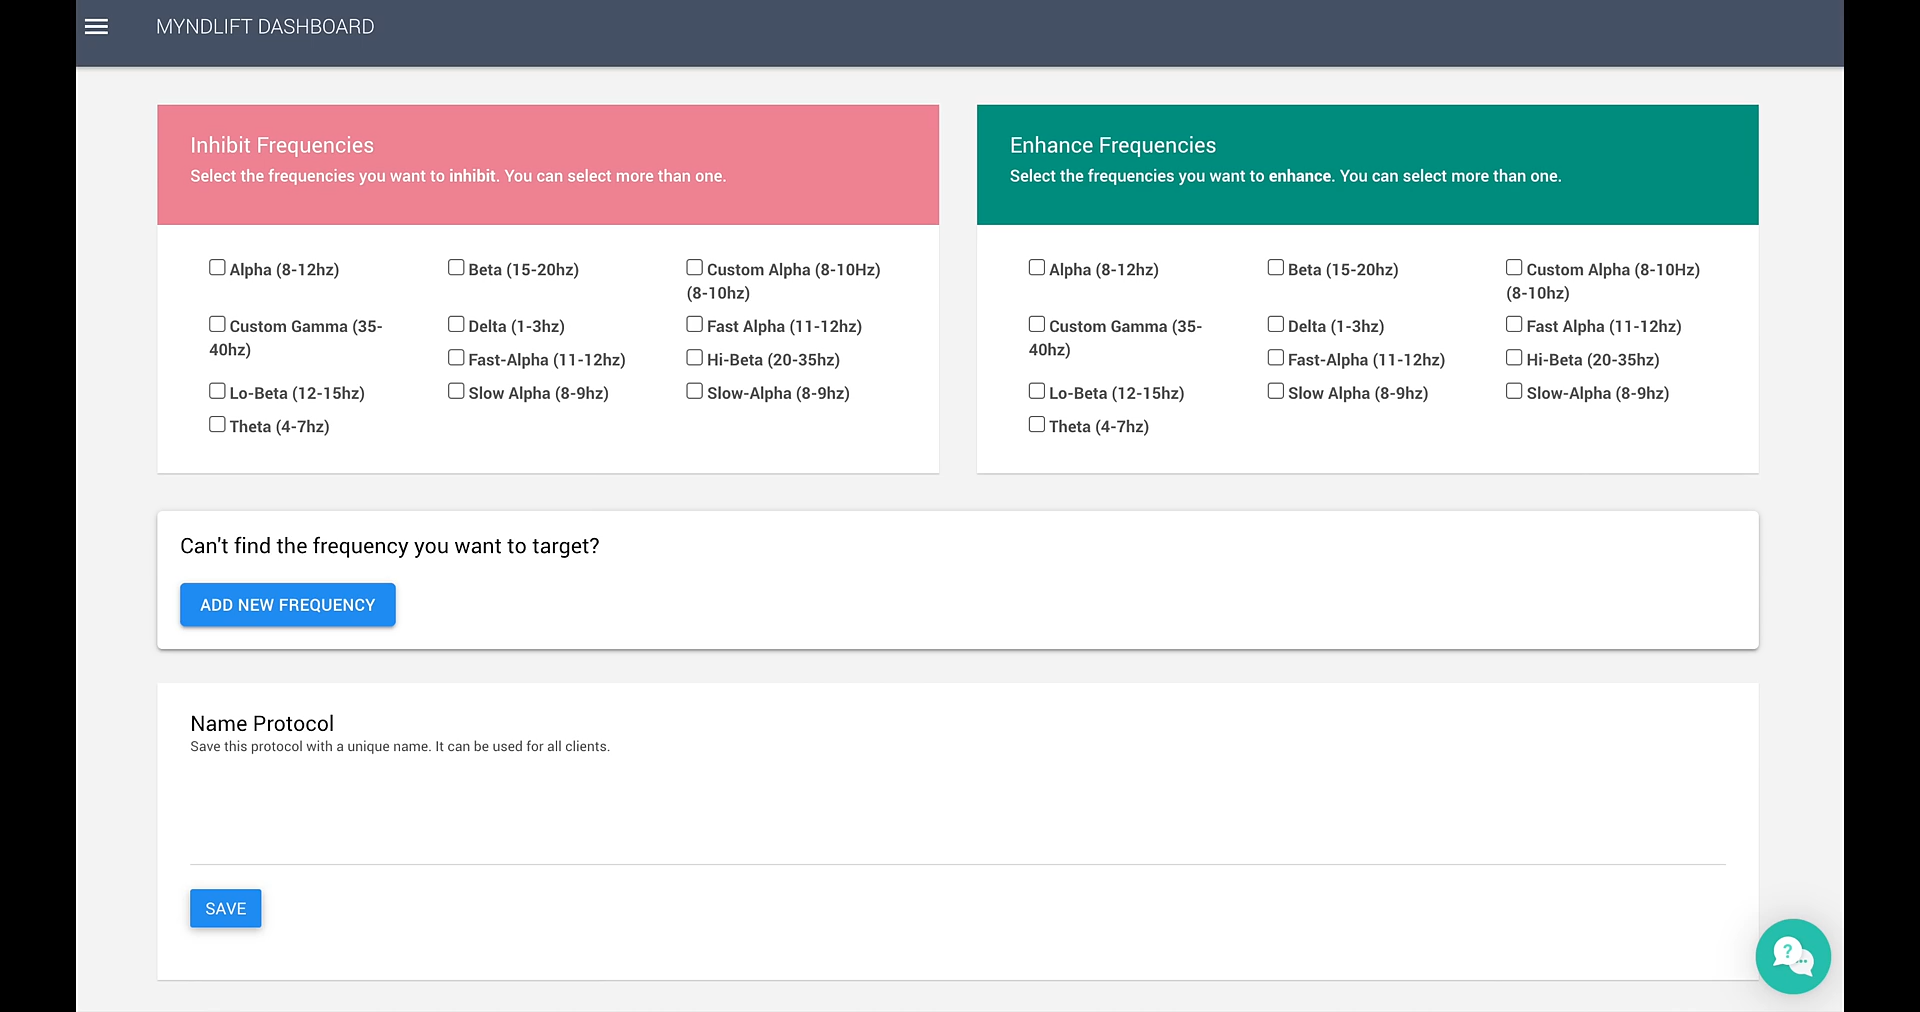 MYNDLIFT DASHBOARD
Inhibit Frequencies
Select the frequencies you want to inhibit. You can select more than one.
Alpha (8-12hz)
Beta (15-20hz)
Custom Alpha (8-10Hz)
(8-10hz)
Custom Gamma (35-
40hz)
Delta (1-3hz)
Fast Alpha (11-12hz)
Fast-Alpha (11-12hz)
Hi-Beta (20-35hz)
Lo-Beta (12-15hz)
Slow Alpha (8-9hz)
Slow-Alpha (8-9hz)
Theta (4-7hz)
Enhance Frequencies
Select the frequencies you want to enhance. You can select more than one.
Alpha (8-12hz)
Beta (15-20hz)
Custom Alpha (8-10Hz)
(8-10hz)
Custom Gamma (35-
40hz)
Delta (1-3hz)
Fast Alpha (11-12hz)
Fast-Alpha (11-12hz)
Hi-Beta (20-35hz)
Lo-Beta (12-15hz)
Slow Alpha (8-9hz)
Slow-Alpha (8-9hz)
Theta (4-7hz)
Can't find the frequency you want to target?
ADD NEW FREQUENCY
Name Protocol
Save this protocol with a unique name. It can be used for all clients.
SAVE